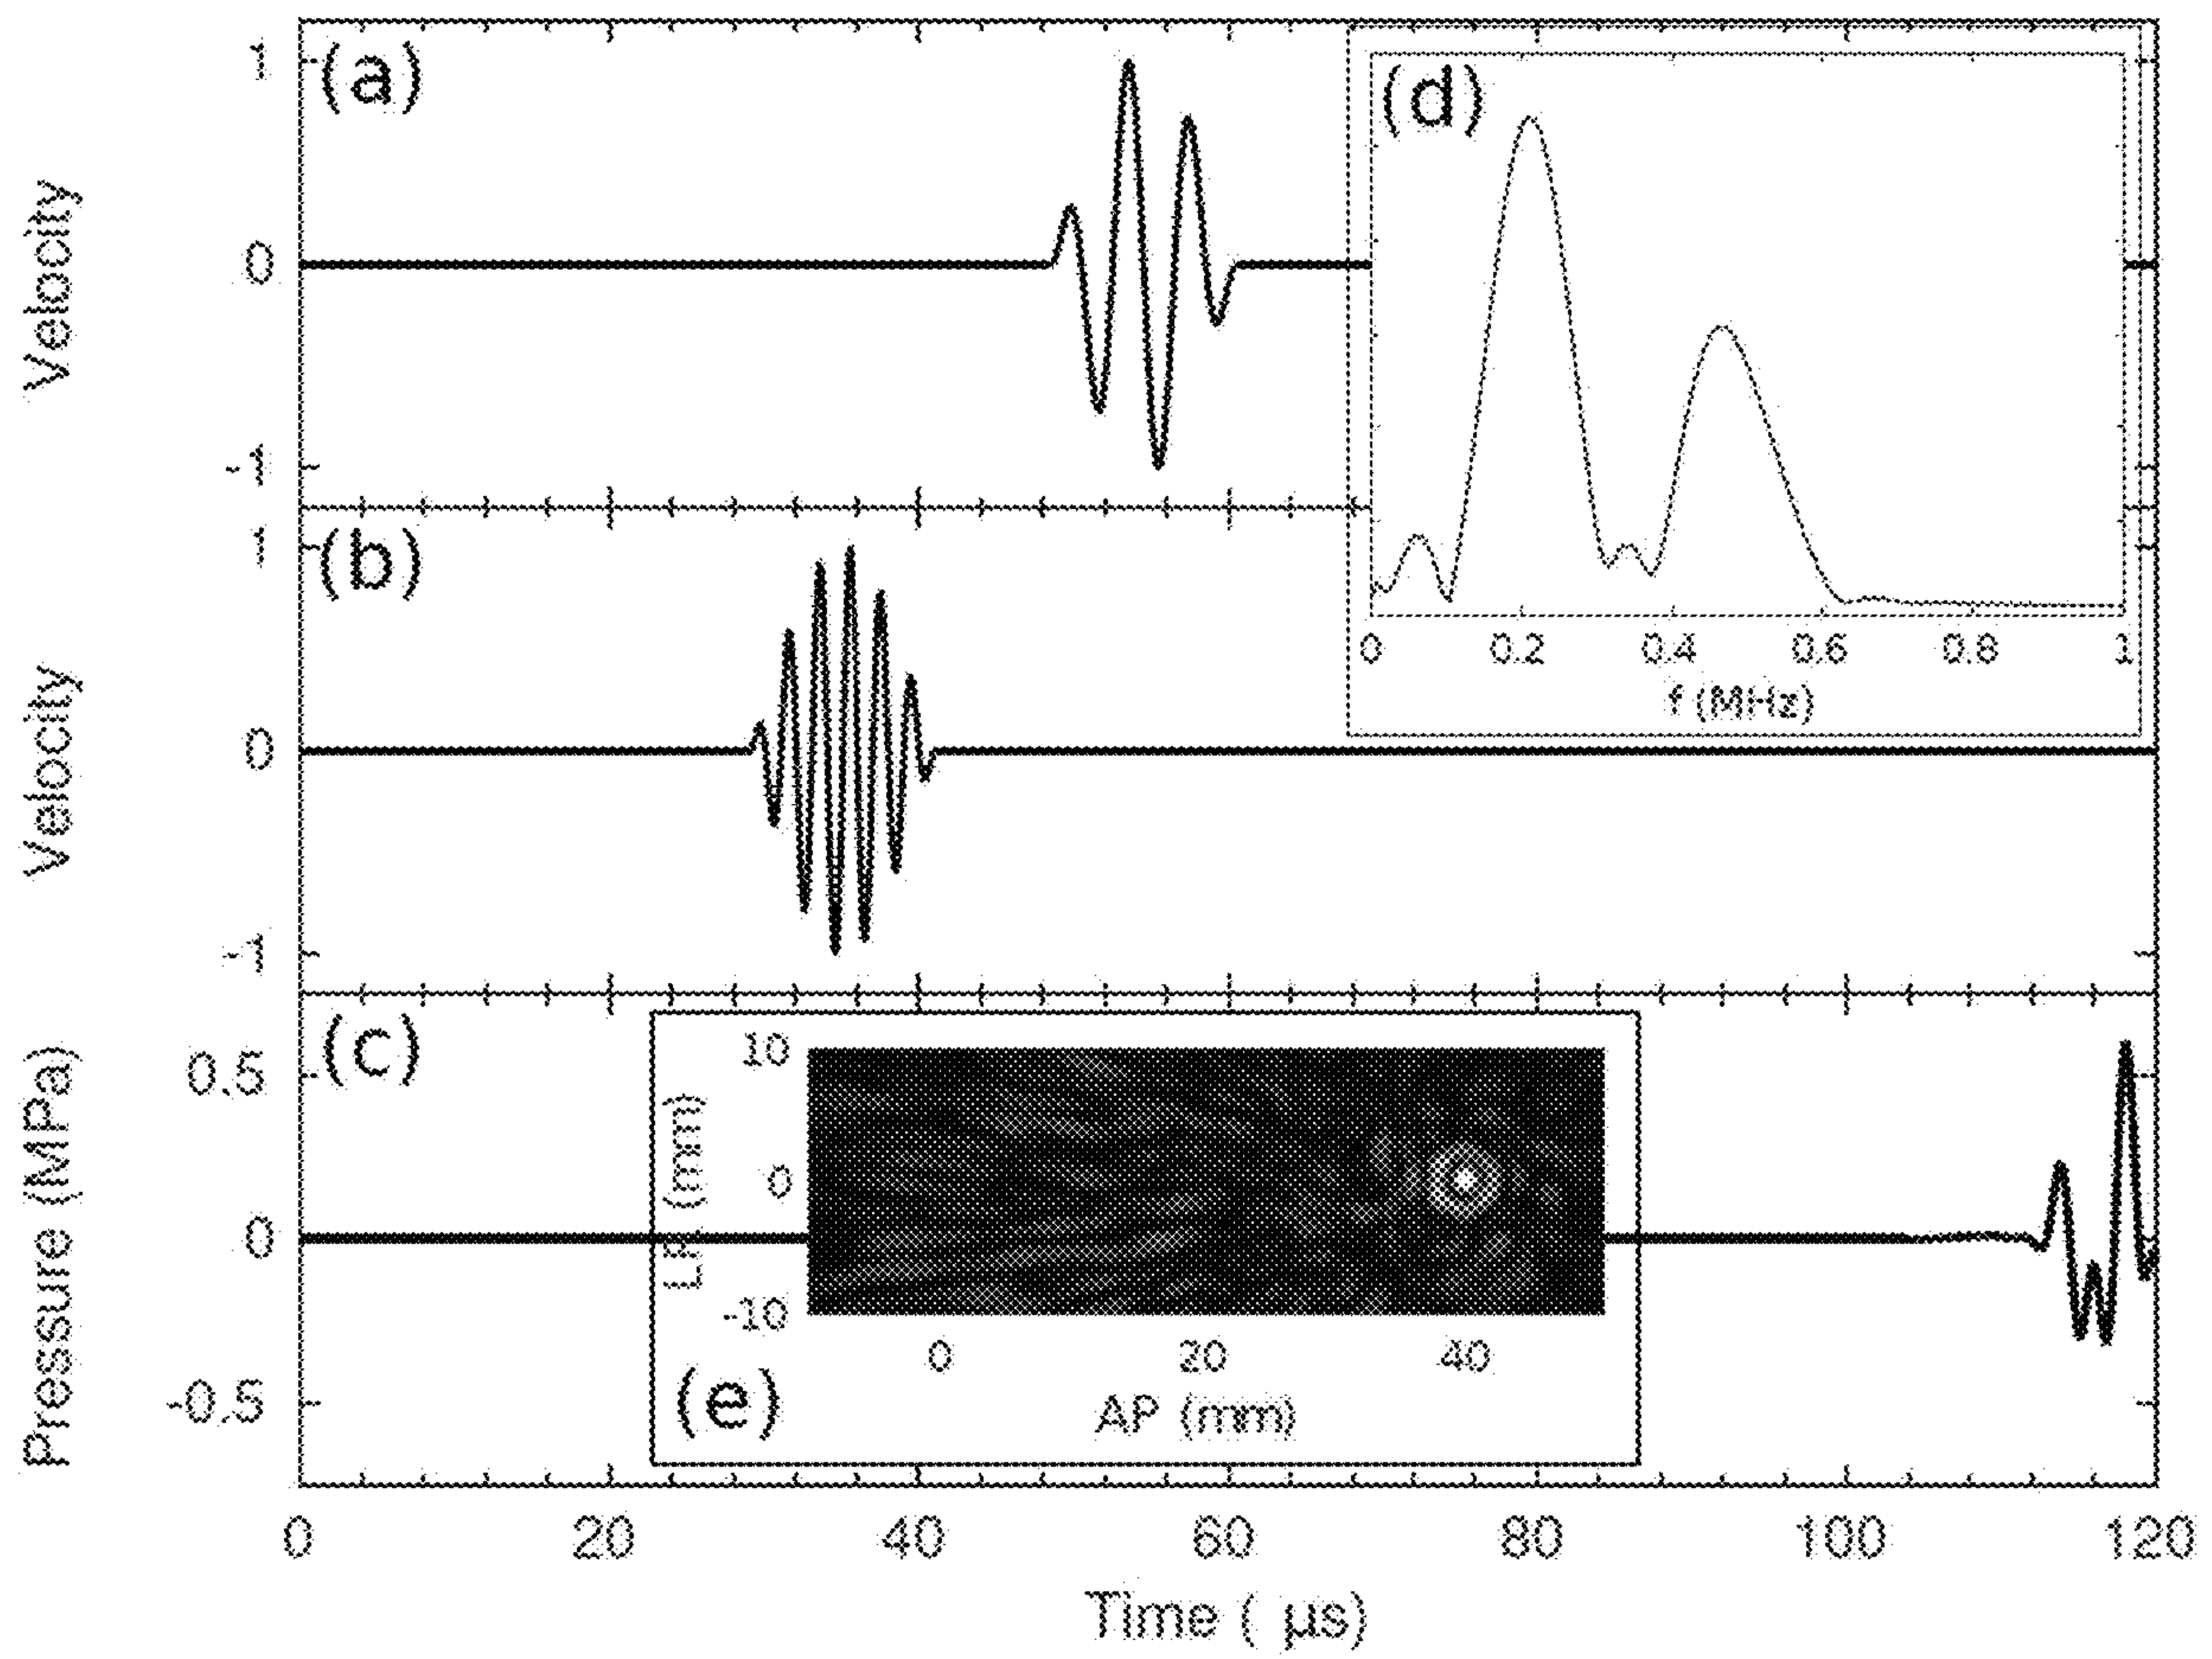 (a)
1
0
-1
Velocity
(d)
0 0.2 0.4 0.6 0.8 1
f (MHz)
(b)
1
0
-1
Velocity
(c)
0.5
0
-0.5
Pressure (MPa)
10
0
-10
LR (mm)
0 20 40
AP (mm)
(e)
0 20 40 60 80 100 120
Time ( µs)